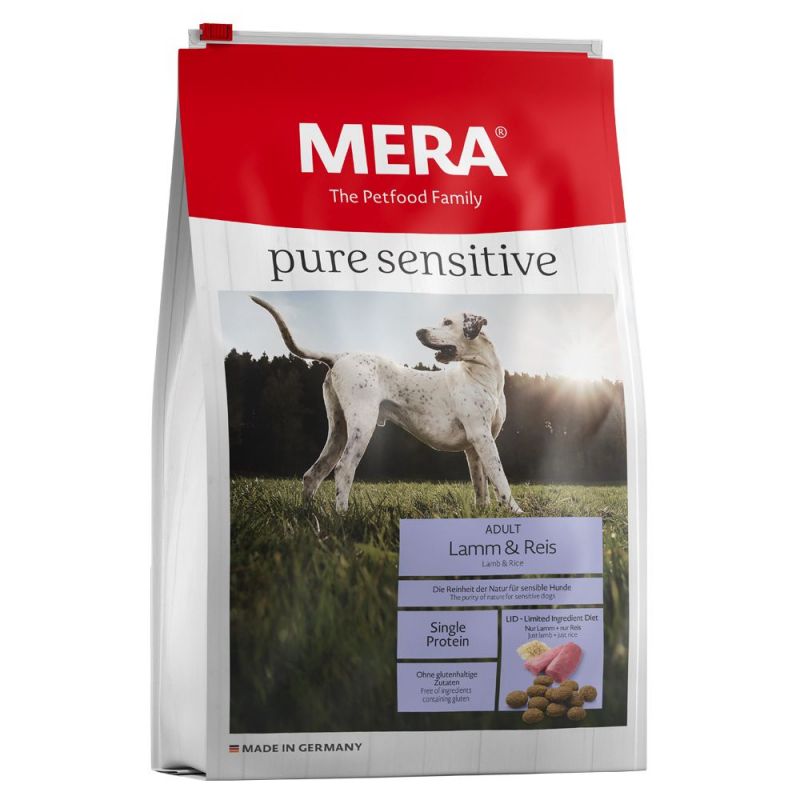 MERA®
The Petfood Family
pure sensitive
ADULT
Lamm & Reis
Lamb & Rice
Die Reinheit der Natur für sensible Hunde
The purity of nature for sensitive dogs
Single
Protein
LID - Limited Ingredient Diet
Nur Lamm + nur Reis
Just lamb + just rice
Ohne glutenhaltige
Zutaten
Free of ingredients
containing gluten
MADE IN GERMANY